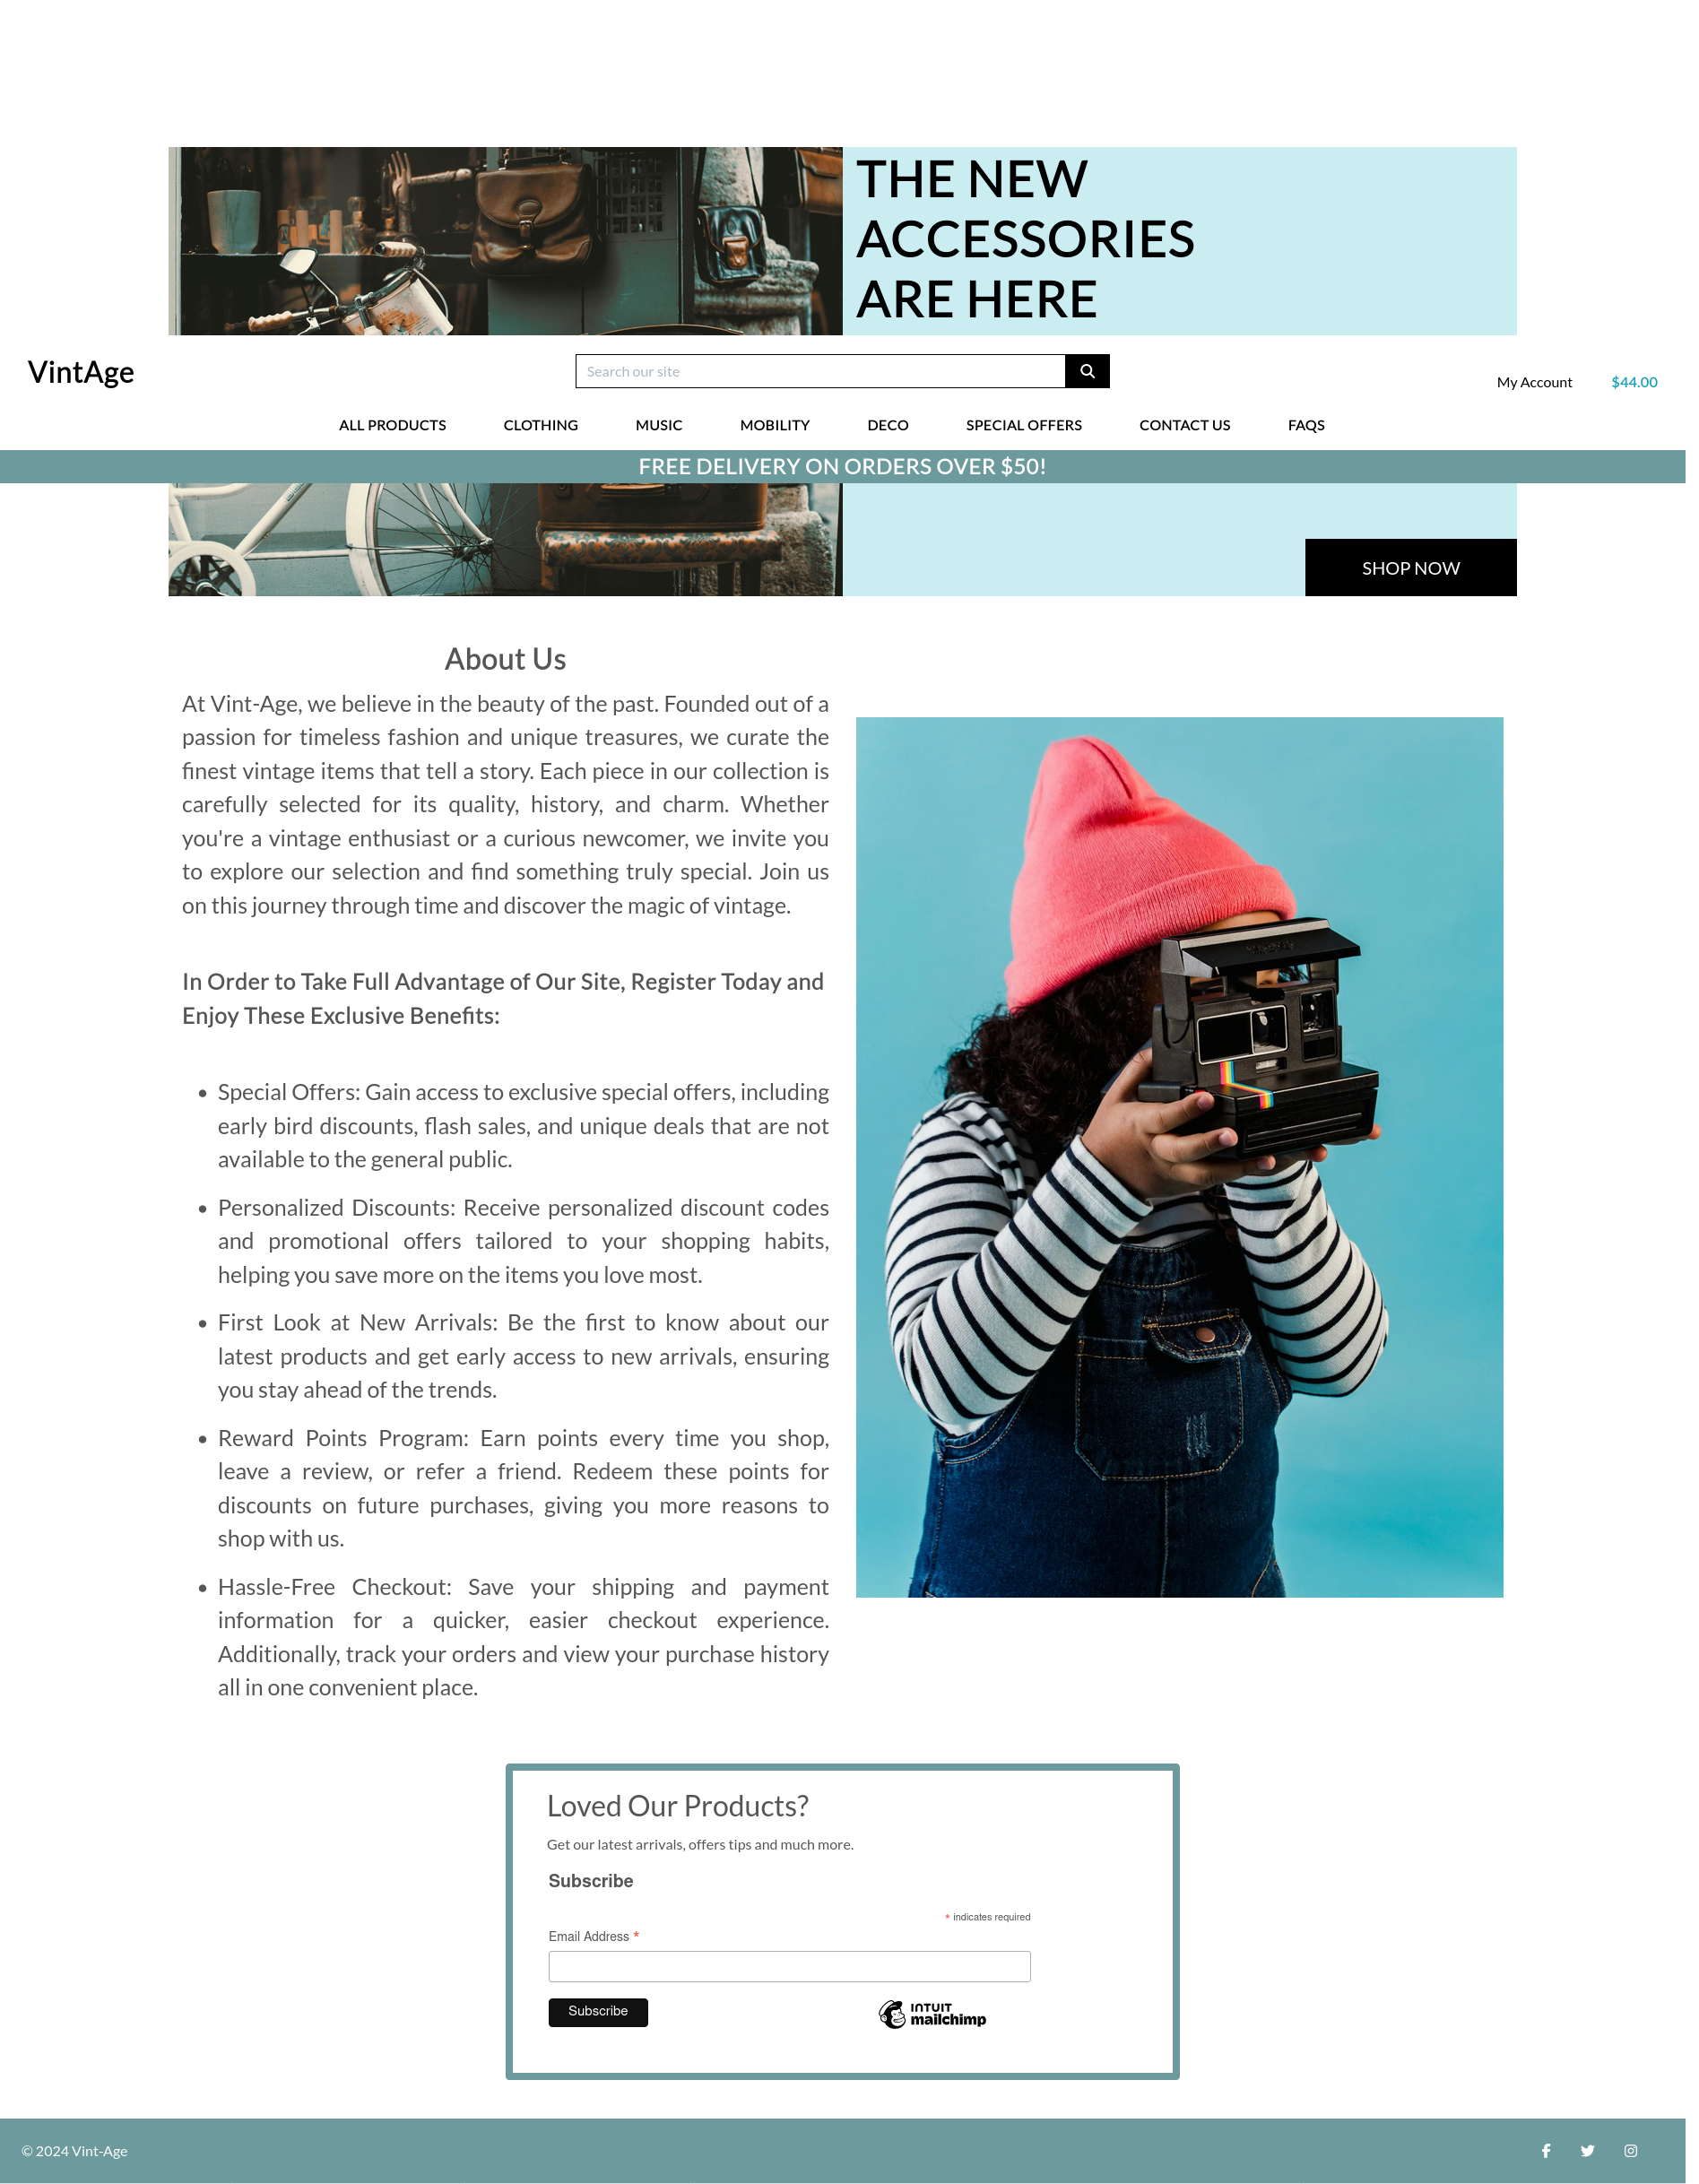 THE NEW
ACCESSORIES
ARE HERE
VintAge
Search our site
My Account
$44.00
ALL PRODUCTS
CLOTHING
MUSIC
MOBILITY
DECO
SPECIAL OFFERS
CONTACT US
FAQS
FREE DELIVERY ON ORDERS OVER $50!
SHOP NOW
About Us
At Vint-Age, we believe in the beauty of the past. Founded out of a
passion for timeless fashion and unique treasures, we curate the
finest vintage items that tell a story. Each piece in our collection is
carefully selected for its quality, history, and charm. Whether
you're a vintage enthusiast or a curious newcomer, we invite you
to explore our selection and find something truly special. Join us
on this journey through time and discover the magic of vintage.
In Order to Take Full Advantage of Our Site, Register Today and
Enjoy These Exclusive Benefits:
• Special Offers: Gain access to exclusive special offers, including
early bird discounts, flash sales, and unique deals that are not
available to the general public.
• Personalized Discounts: Receive personalized discount codes
and promotional offers tailored to your shopping habits,
helping you save more on the items you love most.
• First Look at New Arrivals: Be the first to know about our
latest products and get early access to new arrivals, ensuring
you stay ahead of the trends.
• Reward Points Program: Earn points every time you shop,
leave a review, or refer a friend. Redeem these points for
discounts on future purchases, giving you more reasons to
shop with us.
• Hassle-Free Checkout: Save your shipping and payment
information for a quicker, easier checkout experience.
Additionally, track your orders and view your purchase history
all in one convenient place.
Loved Our Products?
Get our latest arrivals, offers tips and much more.
Subscribe
* indicates required
Email Address *
Subscribe
INTUIT
mailchimp
© 2024 Vint-Age